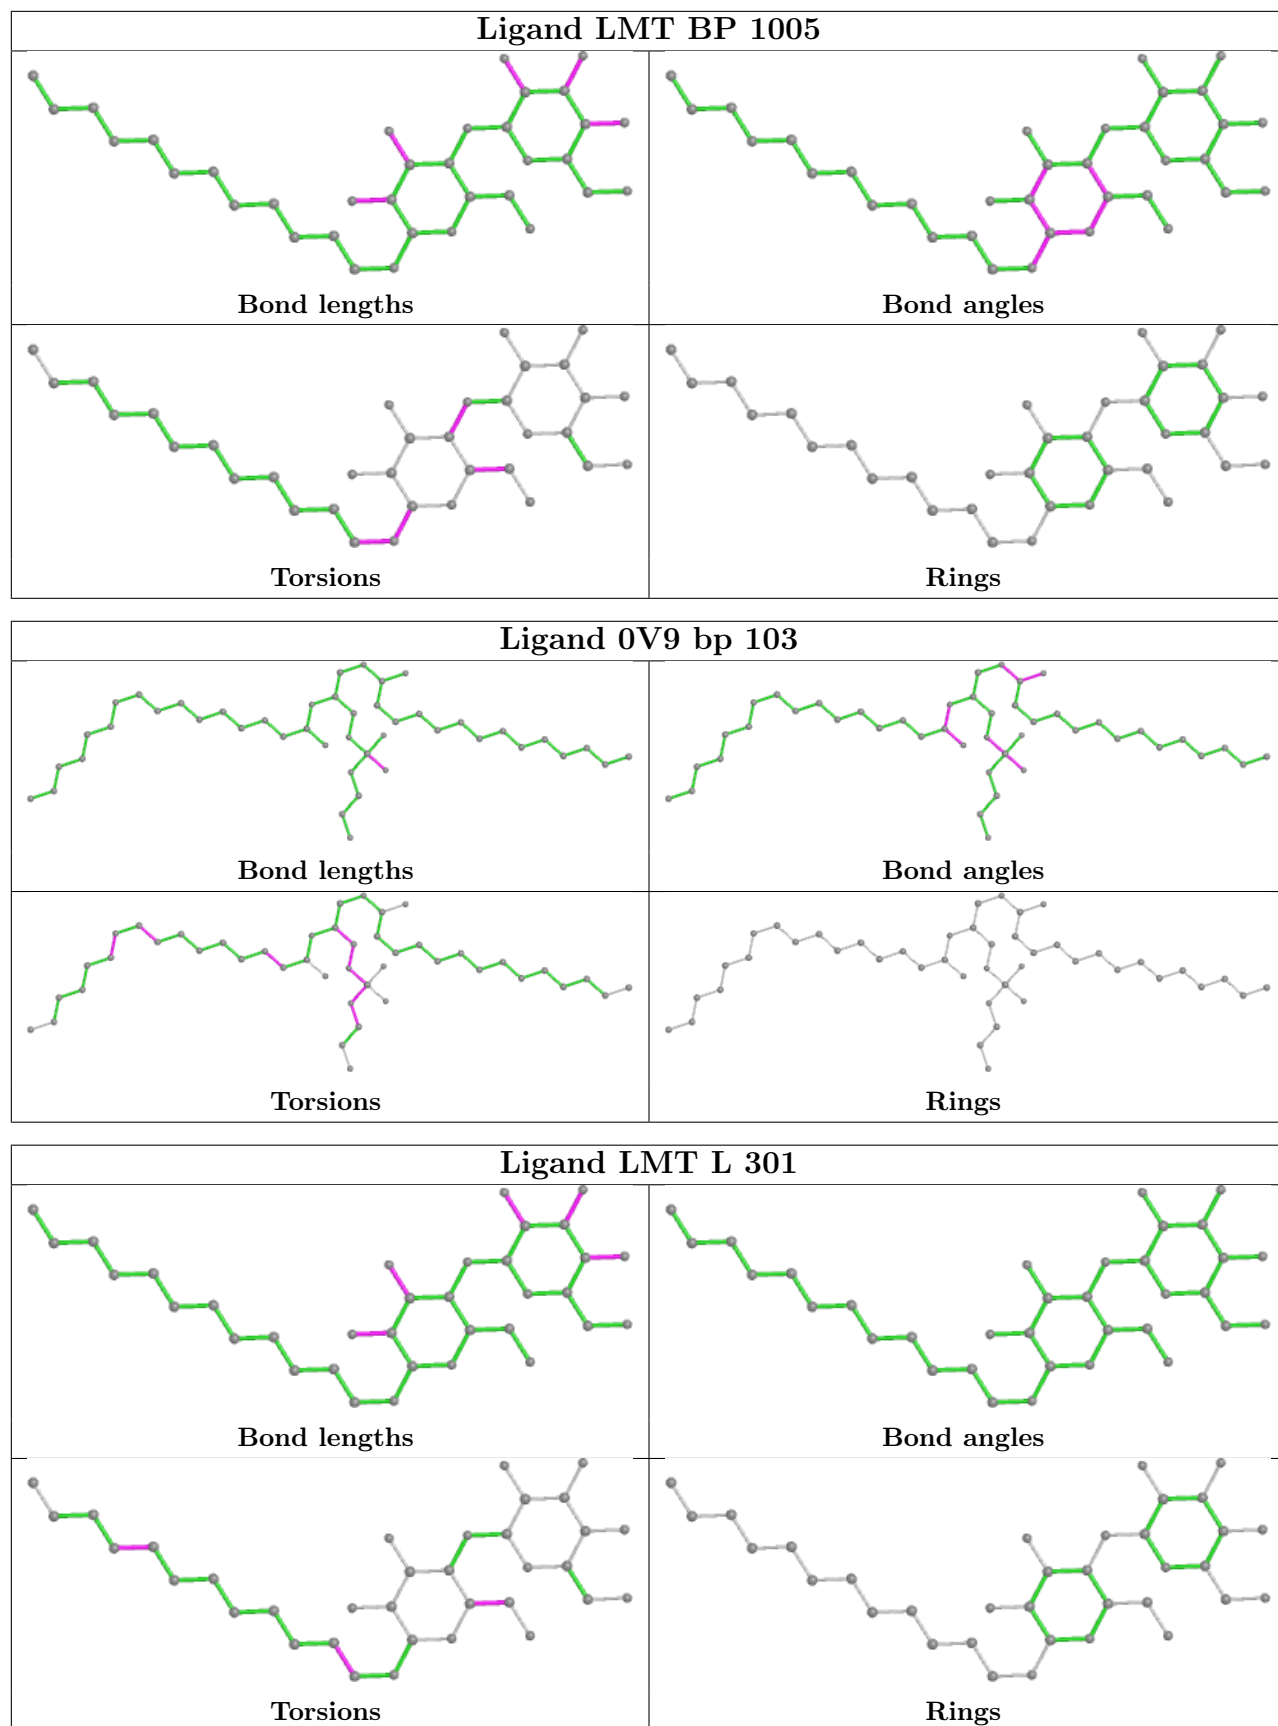 Ligand LMT BP 1005
Bond lengths
Bond angles
Torsions
Rings
Ligand 0V9 bp 103
Bond lengths
Bond angles
Torsions
Rings
Ligand LMT L 301
Bond lengths
Bond angles
Torsions
Rings